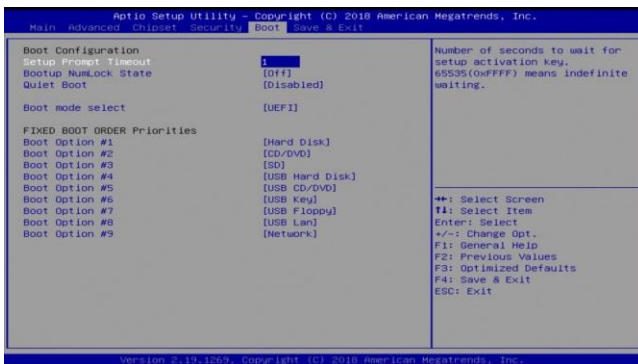 Aptio Setup Utility – Copyright (C) 2018 American Megatrends, Inc.
Main Advanced Chipset Security Boot Save & Exit
Boot Configuration
Setup Prompt Timeout 1
Bootup NumLock State [Off]
Quiet Boot [Disabled]
Boot mode select [UEFI]
FIXED BOOT ORDER Priorities
Boot Option #1 [Hard Disk]
Boot Option #2 [CD/DVD]
Boot Option #3 [SD]
Boot Option #4 [USB Hard Disk]
Boot Option #5 [USB CD/DVD]
Boot Option #6 [USB Key]
Boot Option #7 [USB Floppy]
Boot Option #8 [USB Lan]
Boot Option #9 [Network]
Number of seconds to wait for
setup activation key.
65535(0xFFFF) means indefinite
waiting.
→←: Select Screen
↑↓: Select Item
Enter: Select
+/-: Change Opt.
F1: General Help
F2: Previous Values
F3: Optimized Defaults
F4: Save & Exit
ESC: Exit
Version 2.19.1269. Copyright (C) 2018 American Megatrends, Inc.